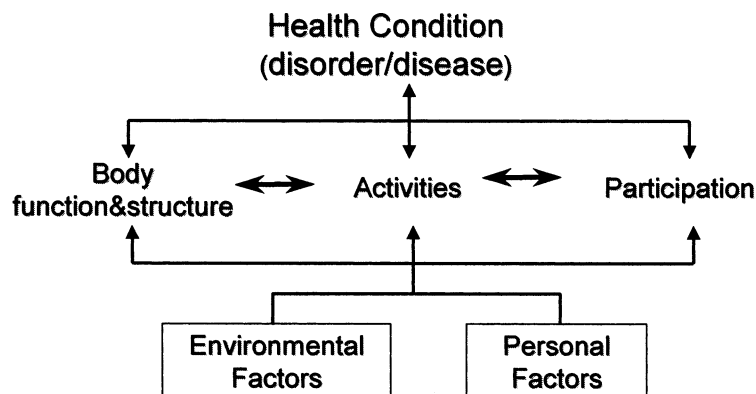 Health Condition
(disorder/disease)
Body
function&structure
Activities
Participation
Environmental
Factors
Personal
Factors